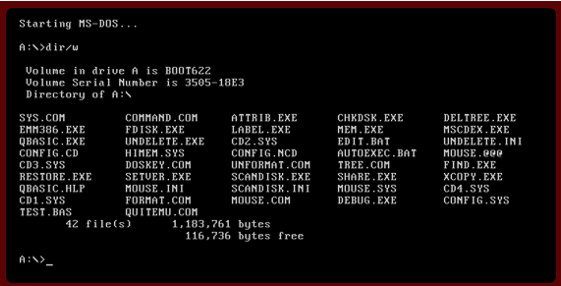 Starting MS-DOS...
A:\>dir/w
Volume in drive A is BOOT622
Volume Serial Number is 3505-18E3
Directory of A:\
SYS.COM COMMAND.COM ATTRIB.EXE CHKDSK.EXE DELTREE.EXE
EMM386.EXE FDISK.EXE LABEL.EXE MEM.EXE MSCDEX.EXE
QBASIC.EXE UNDELETE.EXE CD2.SYS EDIT.BAT UNDELETE.INI
CONFIG.CD HIMEM.SYS CONFIG.NCD AUTOEXEC.BAT MOUSE.@@@
CD3.SYS DOSKEY.COM UNFORMAT.COM TREE.COM FIND.EXE
RESTORE.EXE SETVER.EXE SCANDISK.EXE SHARE.EXE XCOPY.EXE
QBASIC.HLP MOUSE.INI SCANDISK.INI MOUSE.SYS CD4.SYS
CD1.SYS FORMAT.COM MOUSE.COM DEBUG.EXE CONFIG.SYS
TEST.BAS QUITEMU.COM
42 file(s) 1,183,761 bytes
116,736 bytes free
A:\>_